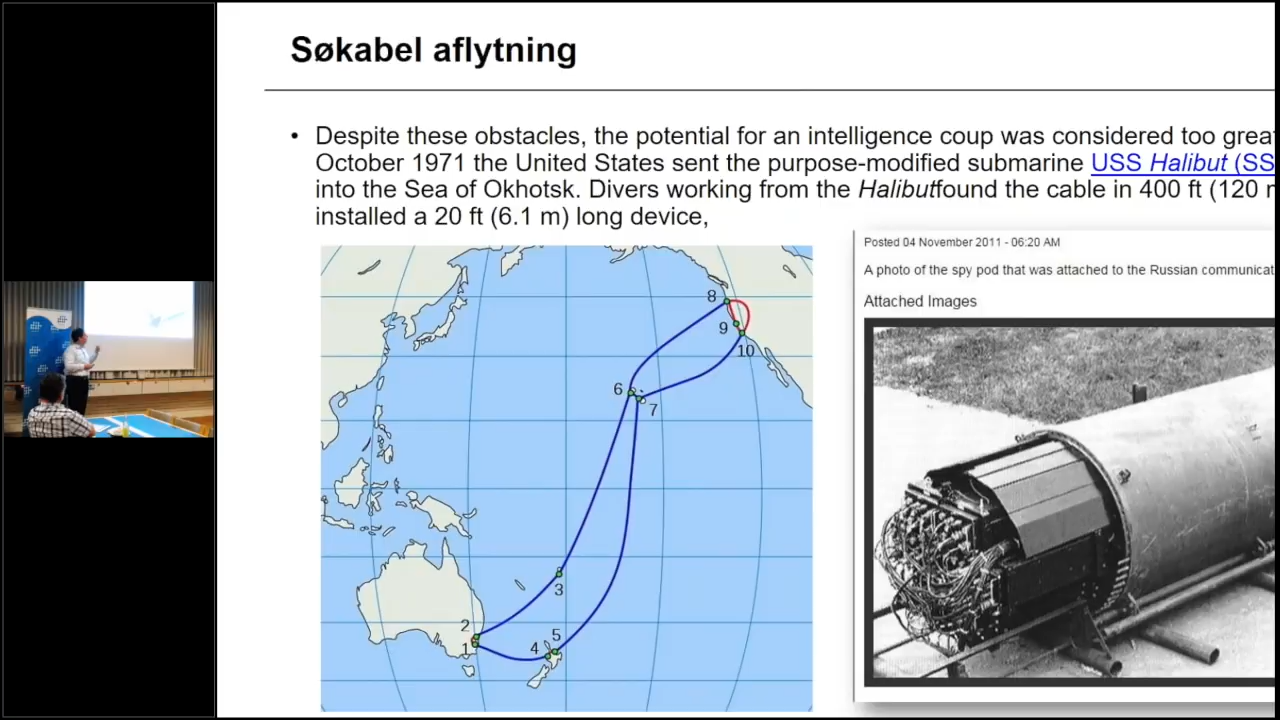 Søkabel aflytning
• Despite these obstacles, the potential for an intelligence coup was considered too grea
October 1971 the United States sent the purpose-modified submarine USS Halibut (SS
into the Sea of Okhotsk. Divers working from the Halibutfound the cable in 400 ft (120 m
installed a 20 ft (6.1 m) long device,
Posted 04 November 2011 - 06:20 AM
A photo of the spy pod that was attached to the Russian communicat
Attached Images
8
9
10
6
7
3
2
1
5
4